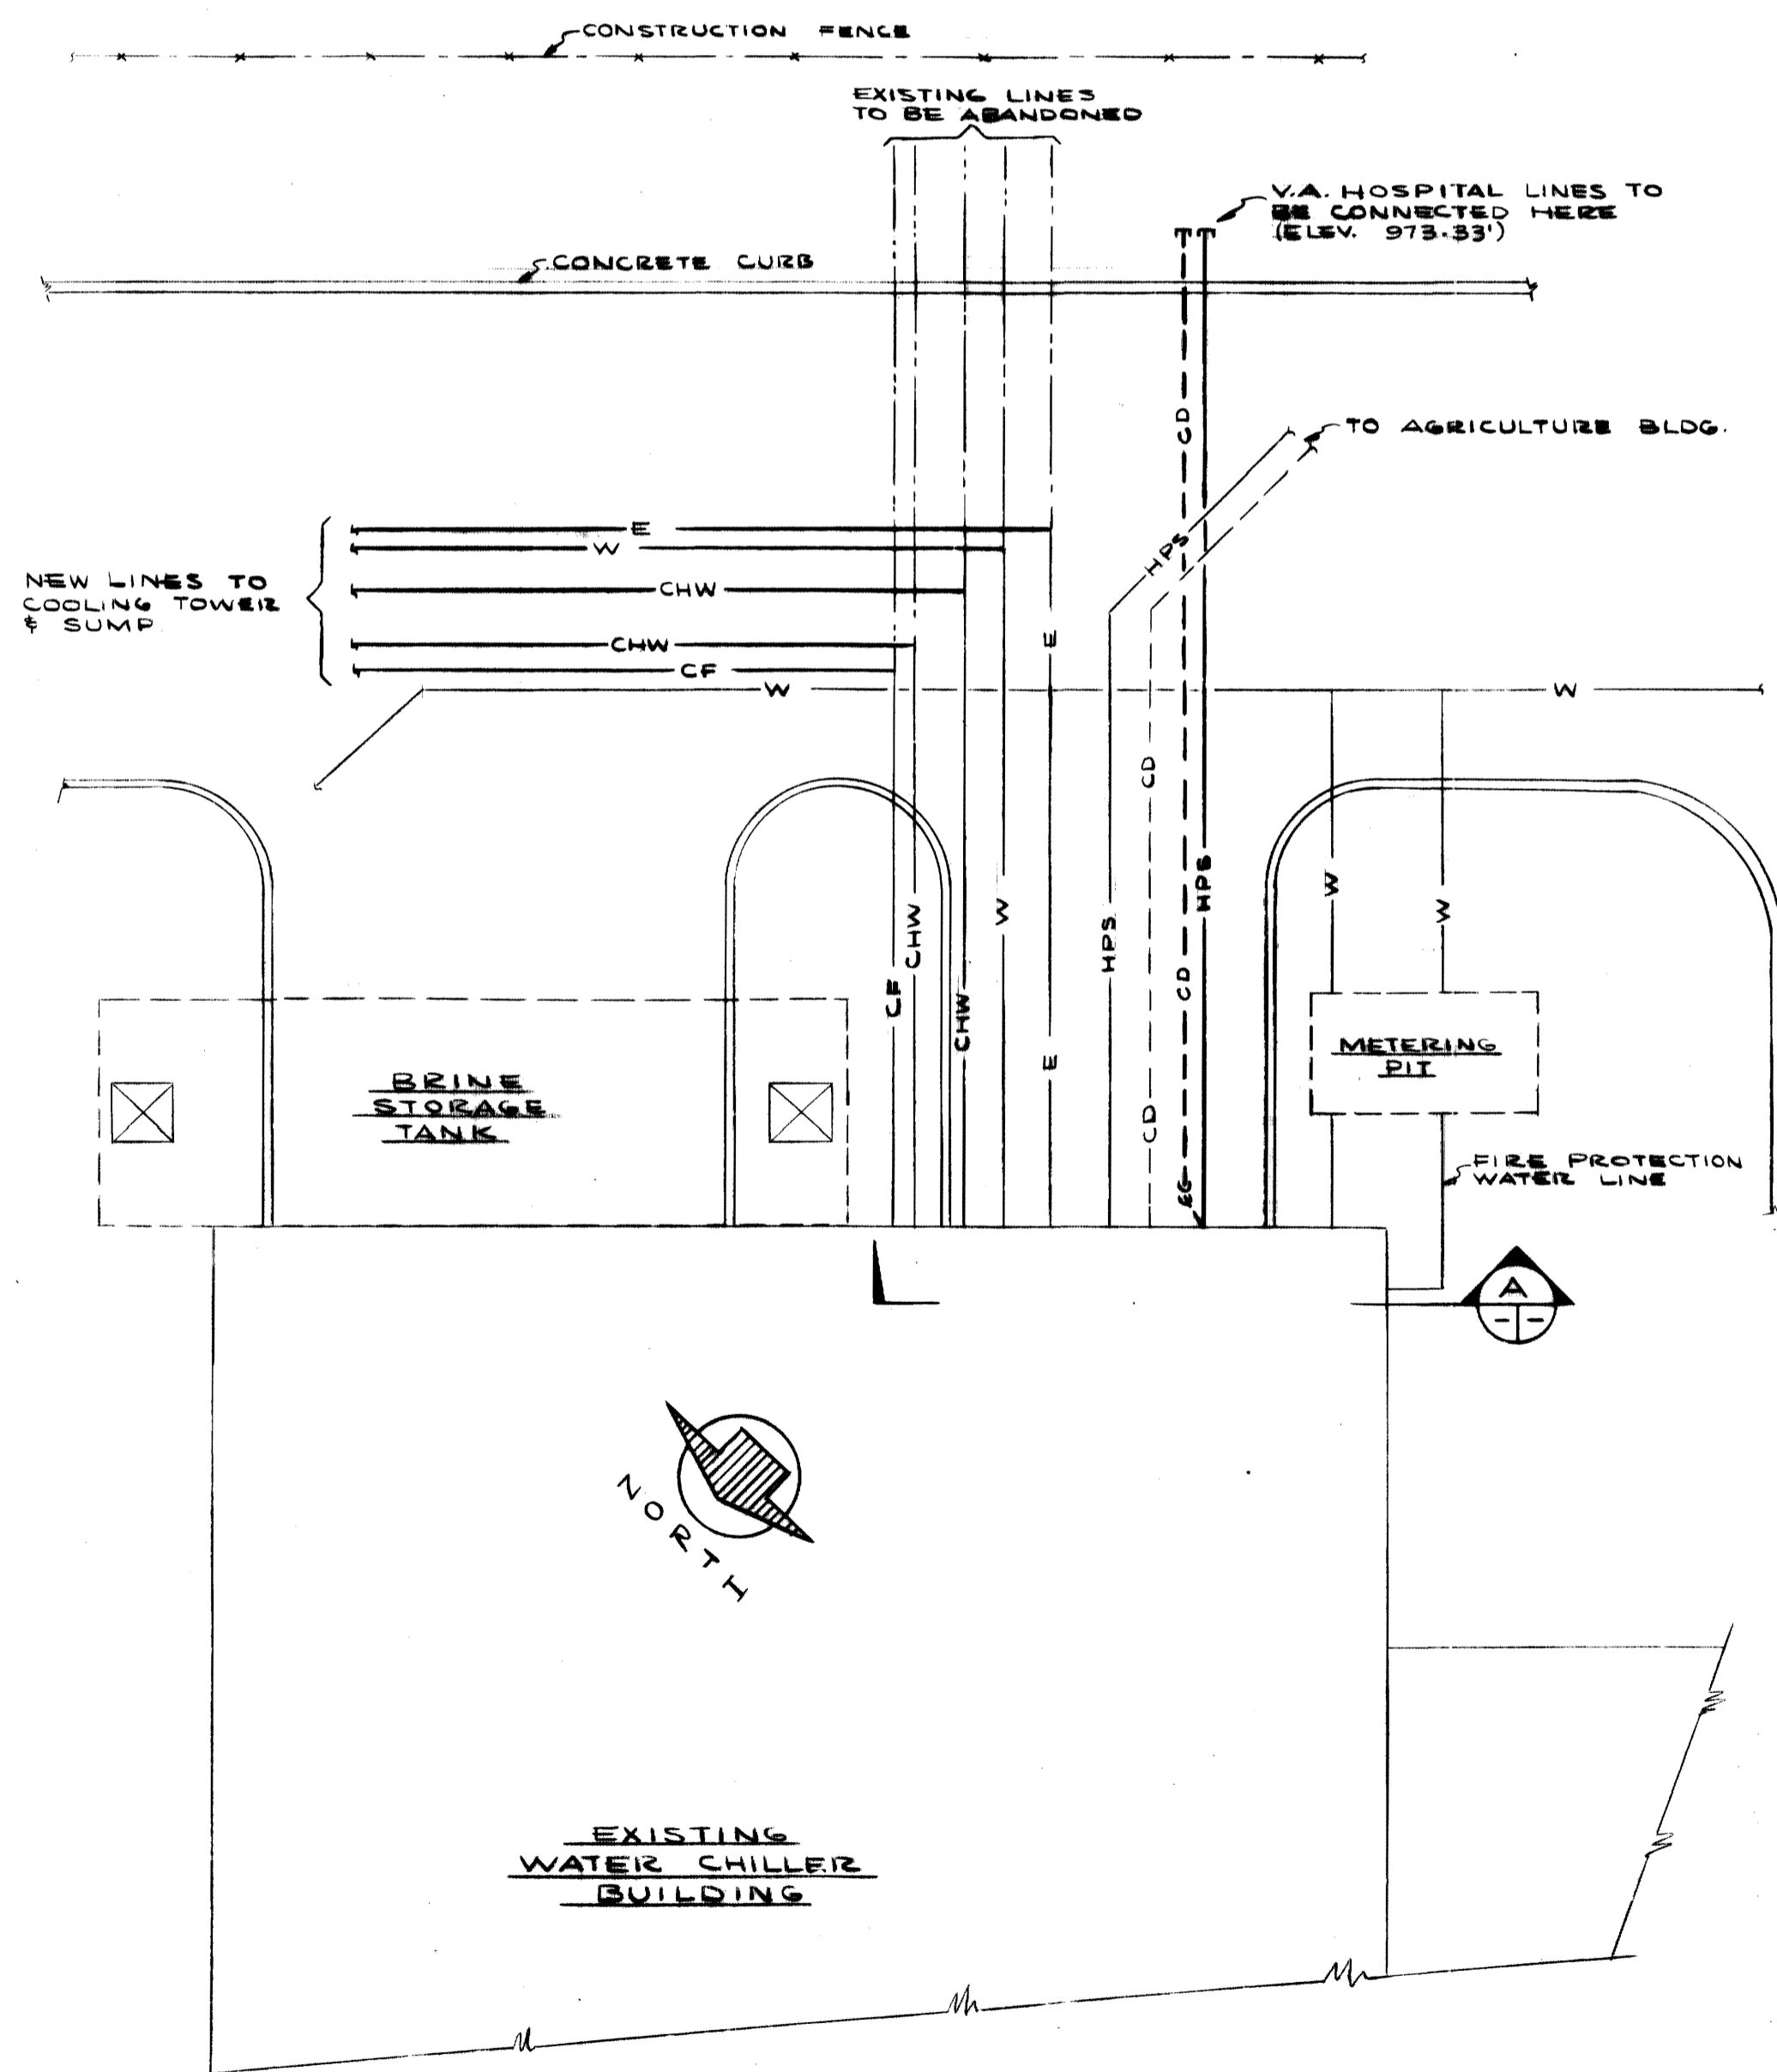 CONSTRUCTION FENCE
EXISTING LINES
TO BE ABANDONED
V.A. HOSPITAL LINES TO
BE CONNECTED HERE
(ELEV. 973.33')
CONCRETE CURB
CD
TO AGRICULTURE BLDG.
E
W
HPS
NEW LINES TO
COOLING TOWER
& SUMP
CHW
E
CHW
CF
W
W
CD
HPS
W
W
W
CHW
HPS
CF
CD
CHW
METERING
PIT
E
BRINE
STORAGE
TANK
CD
FIRE PROTECTION
WATER LINE
A
NORTH
EXISTING
WATER CHILLER
BUILDING